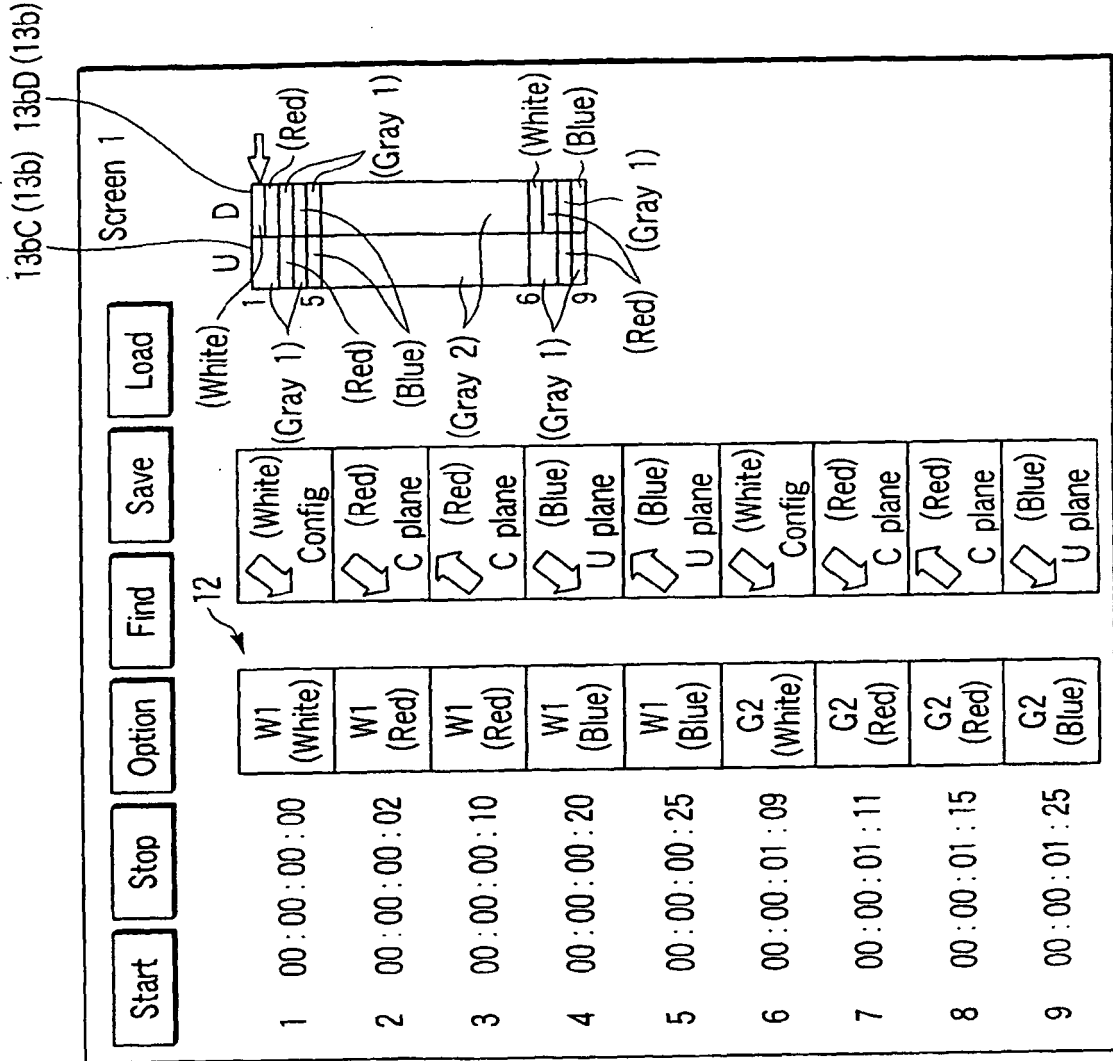 13bC (13b) 13bD (13b)
Screen 1
Start Stop Option Find Save Load
12
1 00:00:00:00 W1 (White) (White) Config
2 00:00:00:02 W1 (Red) (Red) C plane
3 00:00:00:10 W1 (Red) (Red) C plane
4 00:00:00:20 W1 (Blue) (Blue) U plane
5 00:00:00:25 W1 (Blue) (Blue) U plane
6 00:00:01:09 G2 (White) (White) Config
7 00:00:01:11 G2 (Red) (Red) C plane
8 00:00:01:15 G2 (Red) (Red) C plane
9 00:00:01:25 G2 (Blue) (Blue) U plane
U D
(White) 1
(Red)
(Gray 1) 5
(Gray 1)
(Red)
(Blue)
(Gray 2)
(White)
6
(Gray 1) 9
(Blue)
(Gray 1)
(Red)